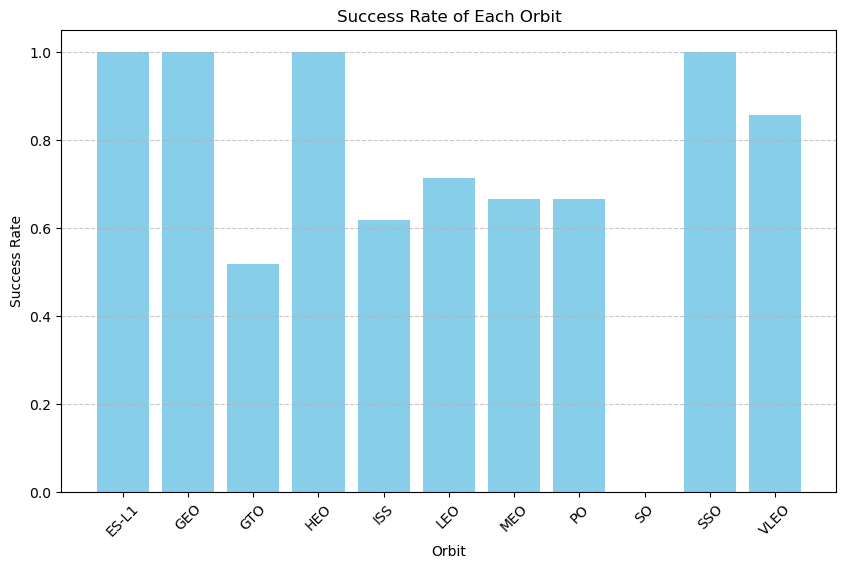 Success Rate of Each Orbit
Success Rate
1.0
0.8
0.6
0.4
0.2
0.0
ES-L1 GEO GTO HEO ISS LEO MEO PO SO SSO VLEO
Orbit